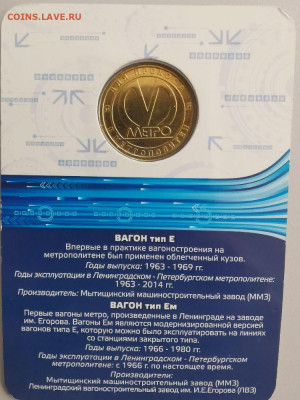 COINS.LAVE.RU
МЕТРО
ВАГОН тип Е
Впервые в практике вагоностроения на
метрополитене был применен облегченный кузов.
Годы выпуска: 1963 - 1969 гг.
Годы эксплуатации в Ленинградском - Петербургском метрополитене:
1963 - 2014 гг.
Производитель: Мытищинский машиностроительный завод (ММЗ)
ВАГОН тип Ем
Первые вагоны метро, произведенные в Ленинграде на заводе
им. Егорова. Вагоны Ем являются модернизированной версией
вагонов типа Е, которую можно было эксплуатировать на линиях
со станциями закрытого типа.
Годы выпуска: 1966 - 1980 гг.
Годы эксплуатации в Ленинградском - Петербургском
метрополитене: с 1966 г. по настоящее время.
Производители:
Мытищинский машиностроительный завод (ММЗ)
Ленинградский вагоностроительный завод им. И.Е.Егорова (ЛВЗ)
coins.lave.ru